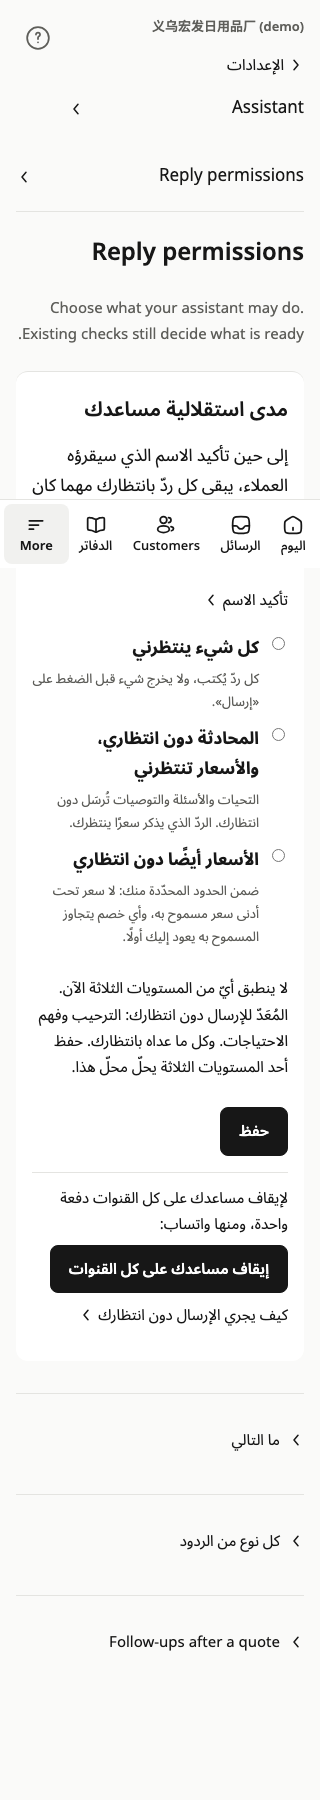 义乌宏发日用品厂 (demo)
الإعدادات
Assistant
Reply permissions
Reply permissions
Choose what your assistant may do.
Existing checks still decide what is ready.
مدى استقلالية مساعدك
إلى حين تأكيد الاسم الذي سيقرؤه
العملاء، يبقى كل ردّ بانتظارك مهما كان
اليوم
الرسائل
Customers
الدفاتر
More
تأكيد الاسم
كل شيء ينتظرني
كل ردّ يُكتب، ولا يخرج شيء قبل الضغط على
«إرسال».
المحادثة دون انتظاري،
والأسعار تنتظرني
التحيات والأسئلة والتوصيات تُرسَل دون
انتظارك. الردّ الذي يذكر سعرًا ينتظرك.
الأسعار أيضًا دون انتظاري
ضمن الحدود المحدّدة منك: لا سعر تحت
أدنى سعر مسموح به، وأي خصم يتجاوز
المسموح به يعود إليك أولًا.
لا ينطبق أيّ من المستويات الثلاثة الآن.
المُعَدّ للإرسال دون انتظارك: الترحيب وفهم
الاحتياجات. وكل ما عداه بانتظارك. حفظ
أحد المستويات الثلاثة يحلّ محلّ هذا.
حفظ
لإيقاف مساعدك على كل القنوات دفعة
واحدة، ومنها واتساب:
إيقاف مساعدك على كل القنوات
كيف يجري الإرسال دون انتظارك
ما التالي
كل نوع من الردود
Follow-ups after a quote